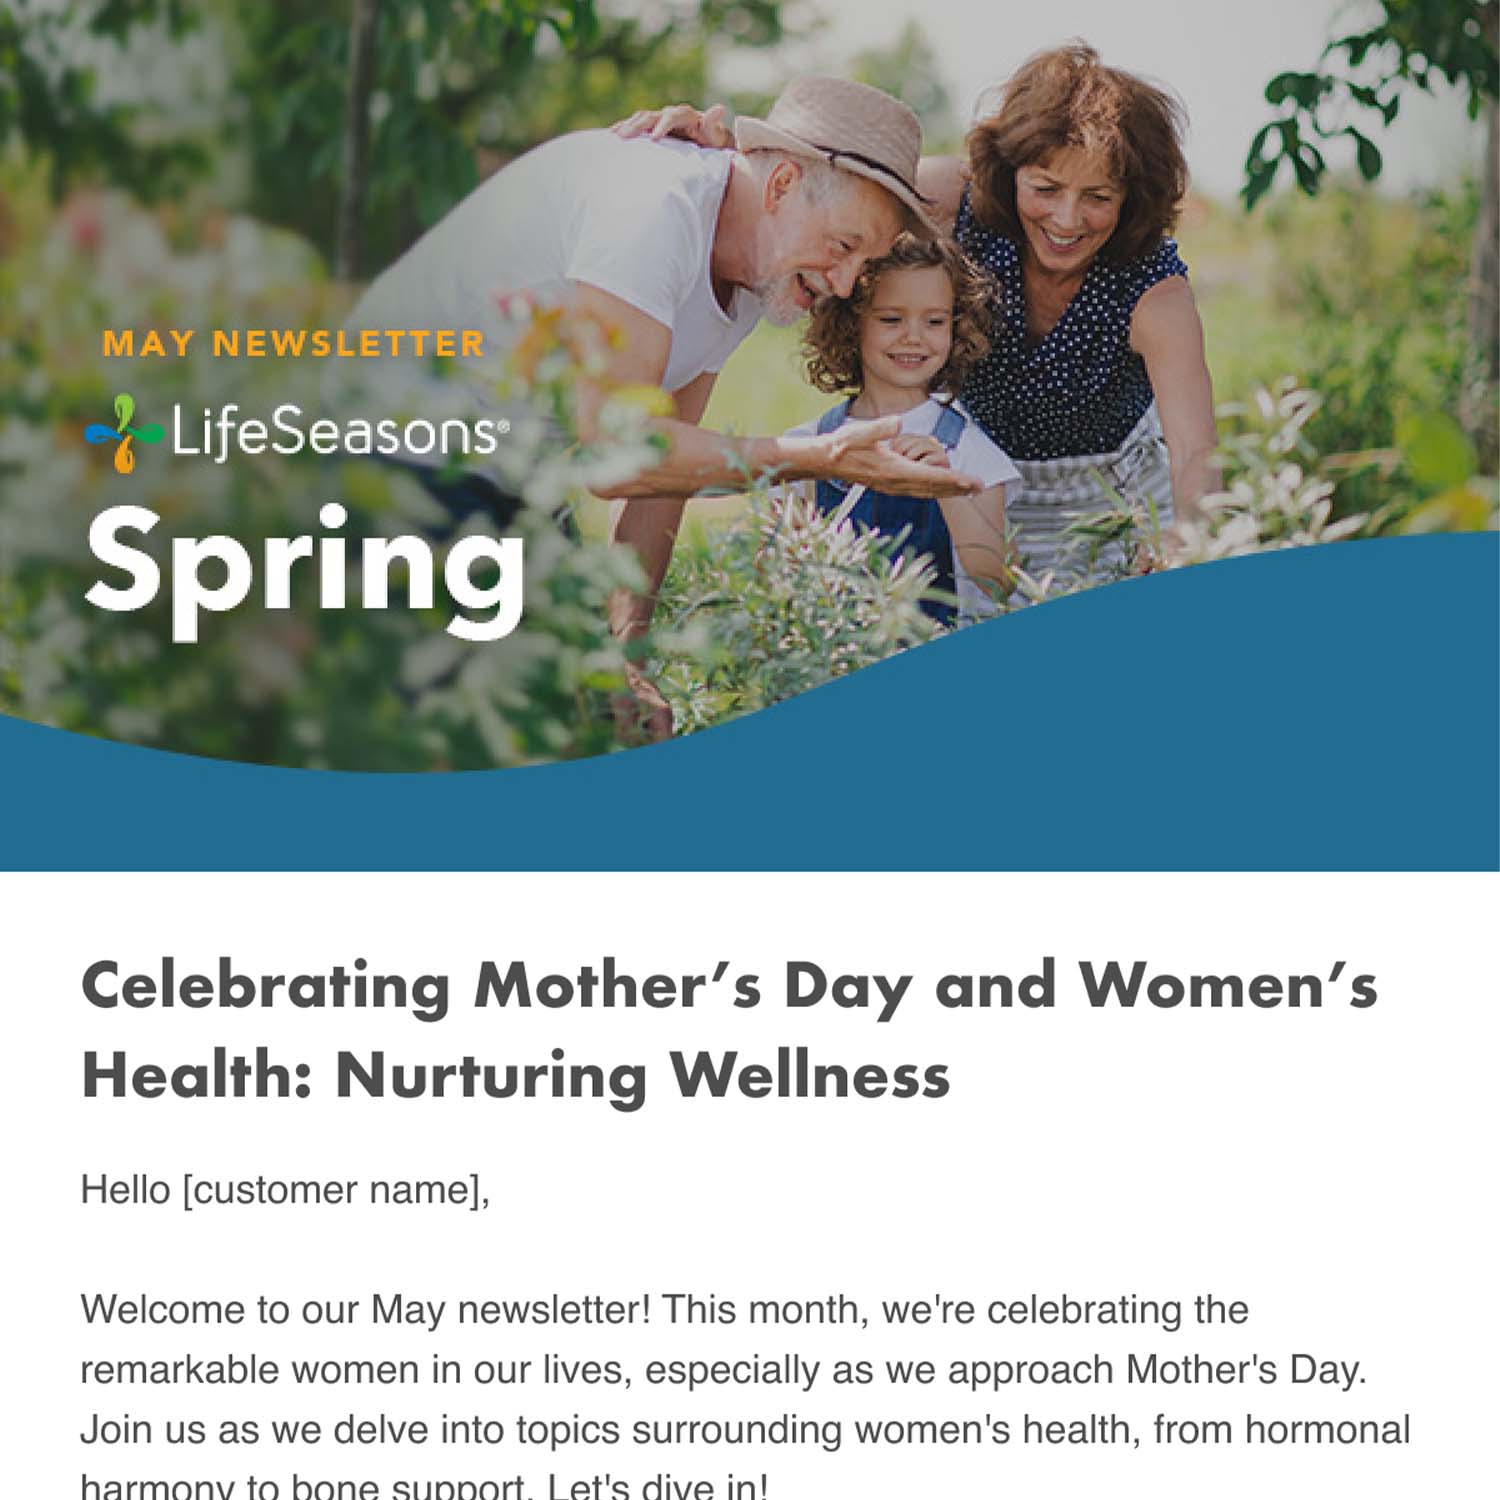 MAY NEWSLETTER
LifeSeasons®
Spring
Celebrating Mother’s Day and Women’s
Health: Nurturing Wellness
Hello [customer name],
Welcome to our May newsletter! This month, we're celebrating the
remarkable women in our lives, especially as we approach Mother's Day.
Join us as we delve into topics surrounding women's health, from hormonal
harmony to bone support. Let's dive in!